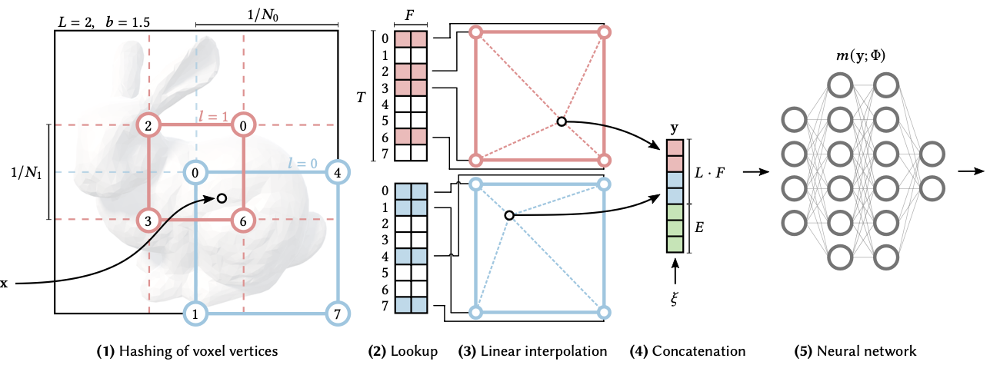 L = 2, b = 1.5
1/N₀
l = 1
2
0
1/N₁
l = 0
0
4
3
6
x
1
7
F
T
0
1
2
3
4
5
6
7
0
1
2
3
4
5
6
7
y
L · F
E
ξ
m(y; Φ)
(1) Hashing of voxel vertices
(2) Lookup
(3) Linear interpolation
(4) Concatenation
(5) Neural network